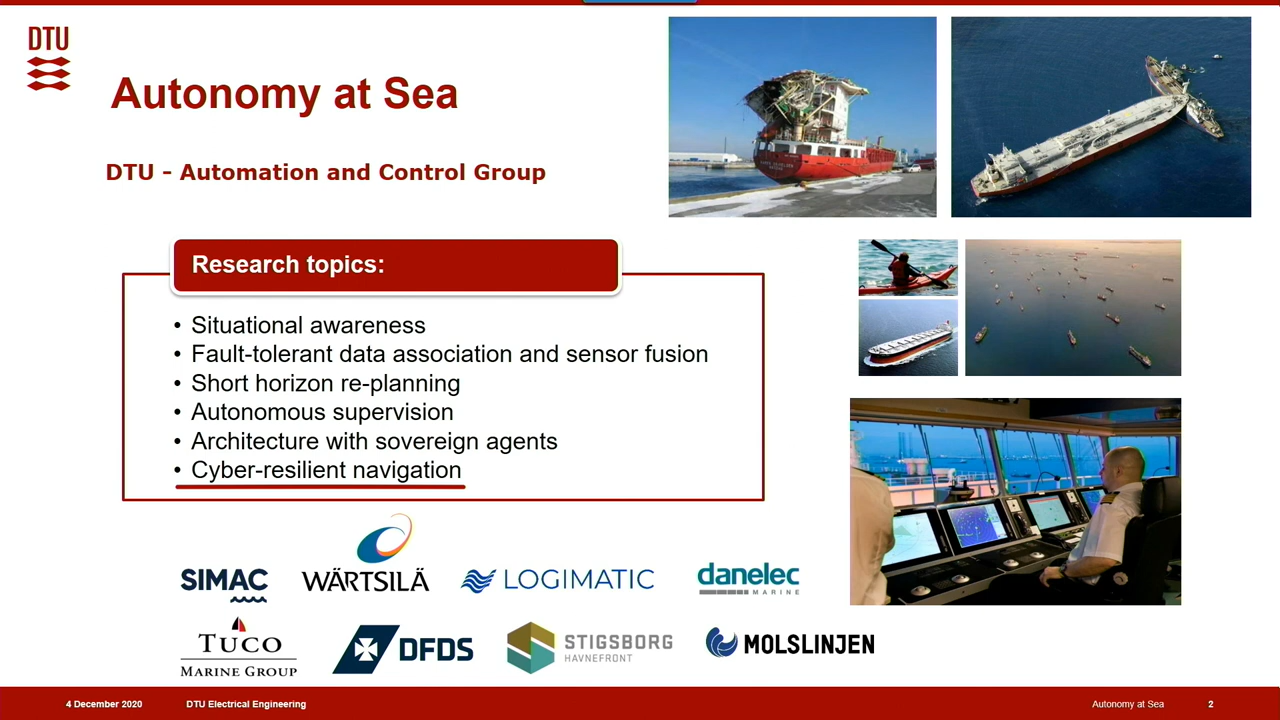 DTU
Autonomy at Sea
DTU - Automation and Control Group
Research topics:
• Situational awareness
• Fault-tolerant data association and sensor fusion
• Short horizon re-planning
• Autonomous supervision
• Architecture with sovereign agents
• Cyber-resilient navigation
SIMAC
WÄRTSILÄ
LOGIMATIC
danelec
MARINE
TUCO
MARINE GROUP
DFDS
STIGSBORG
HAVNEFRONT
MOLSLINJEN
4 December 2020
DTU Electrical Engineering
Autonomy at Sea
2